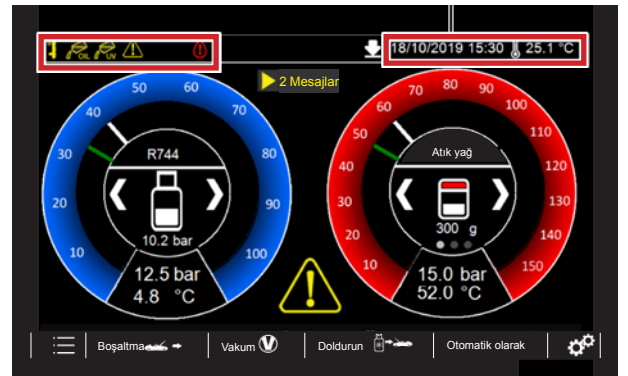 OIL UV 18/10/2019 15:30 25.1 °C
2 Mesajlar
10 20 30 40 50 60 70 80 90 100
R744
10.2 bar
12.5 bar
4.8 °C
10 20 30 40 50 60 70 80 90 100 110 120 130 140 150
Atık yağ
300 g
15.0 bar
52.0 °C
Boşaltma Vakum V Doldurun Otomatik olarak